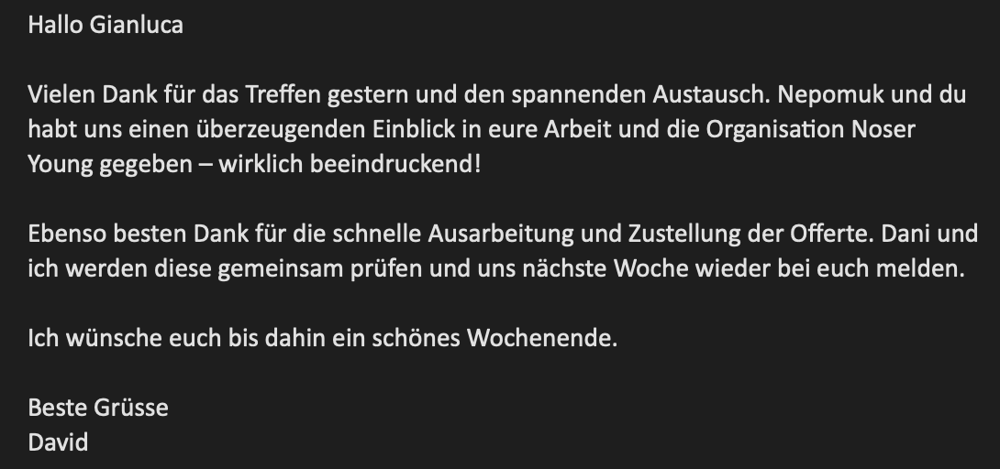 Hallo Gianluca
Vielen Dank für das Treffen gestern und den spannenden Austausch. Nepomuk und du
habt uns einen überzeugenden Einblick in eure Arbeit und die Organisation Noser
Young gegeben – wirklich beeindruckend!
Ebenso besten Dank für die schnelle Ausarbeitung und Zustellung der Offerte. Dani und
ich werden diese gemeinsam prüfen und uns nächste Woche wieder bei euch melden.
Ich wünsche euch bis dahin ein schönes Wochenende.
Beste Grüsse
David